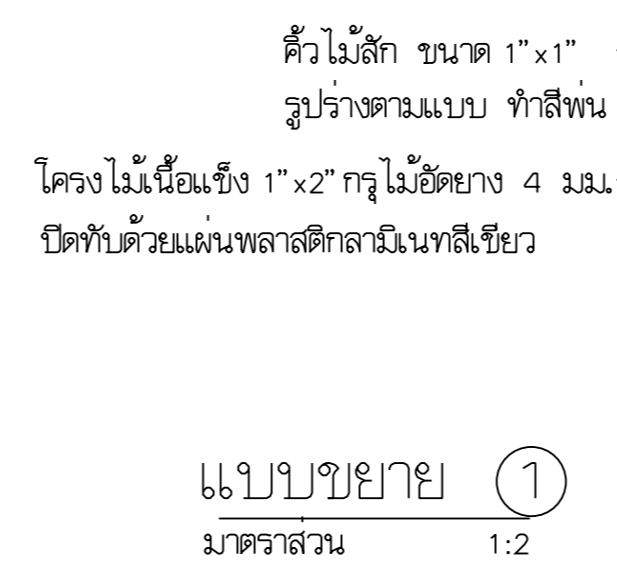 คิ้วไม้สัก ขนาด 1"x1"
รูปร่างตามแบบ ทำสีพ่น
โครงไม้เนื้อแข็ง 1"x2" กรุไม้อัดยาง 4 มม.
ปิดทับด้วยแผ่นพลาสติกลามิเนทสีเขียว
แบบขยาย 1
มาตราส่วน 1:2